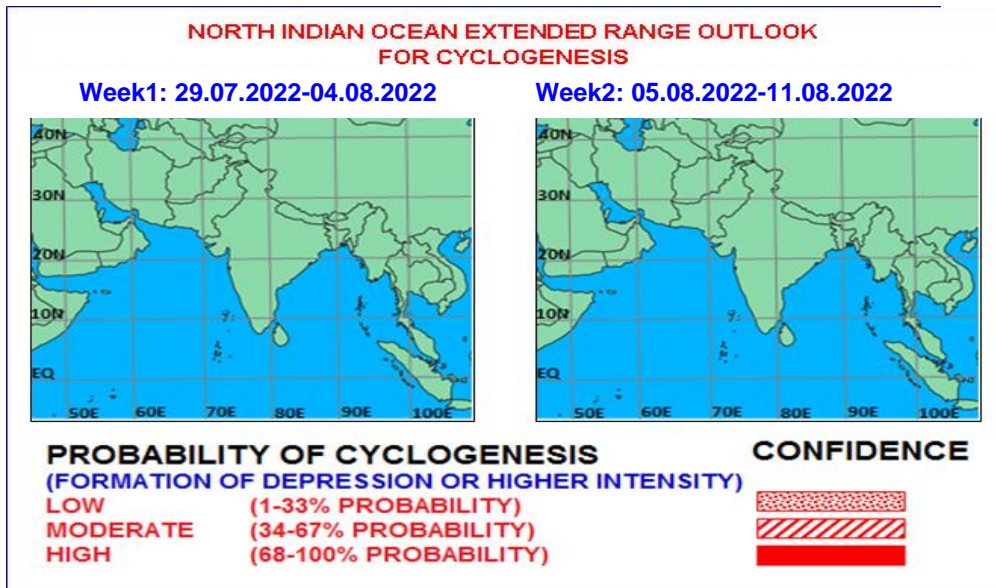 NORTH INDIAN OCEAN EXTENDED RANGE OUTLOOK
FOR CYCLOGENESIS
Week1: 29.07.2022-04.08.2022
Week2: 05.08.2022-11.08.2022
40N
30N
20N
10N
EQ
50E 60E 70E 80E 90E 100E
40N
30N
20N
10N
EQ
50E 60E 70E 80E 90E 100E
PROBABILITY OF CYCLOGENESIS
(FORMATION OF DEPRESSION OR HIGHER INTENSITY)
LOW (1-33% PROBABILITY)
MODERATE (34-67% PROBABILITY)
HIGH (68-100% PROBABILITY)
CONFIDENCE